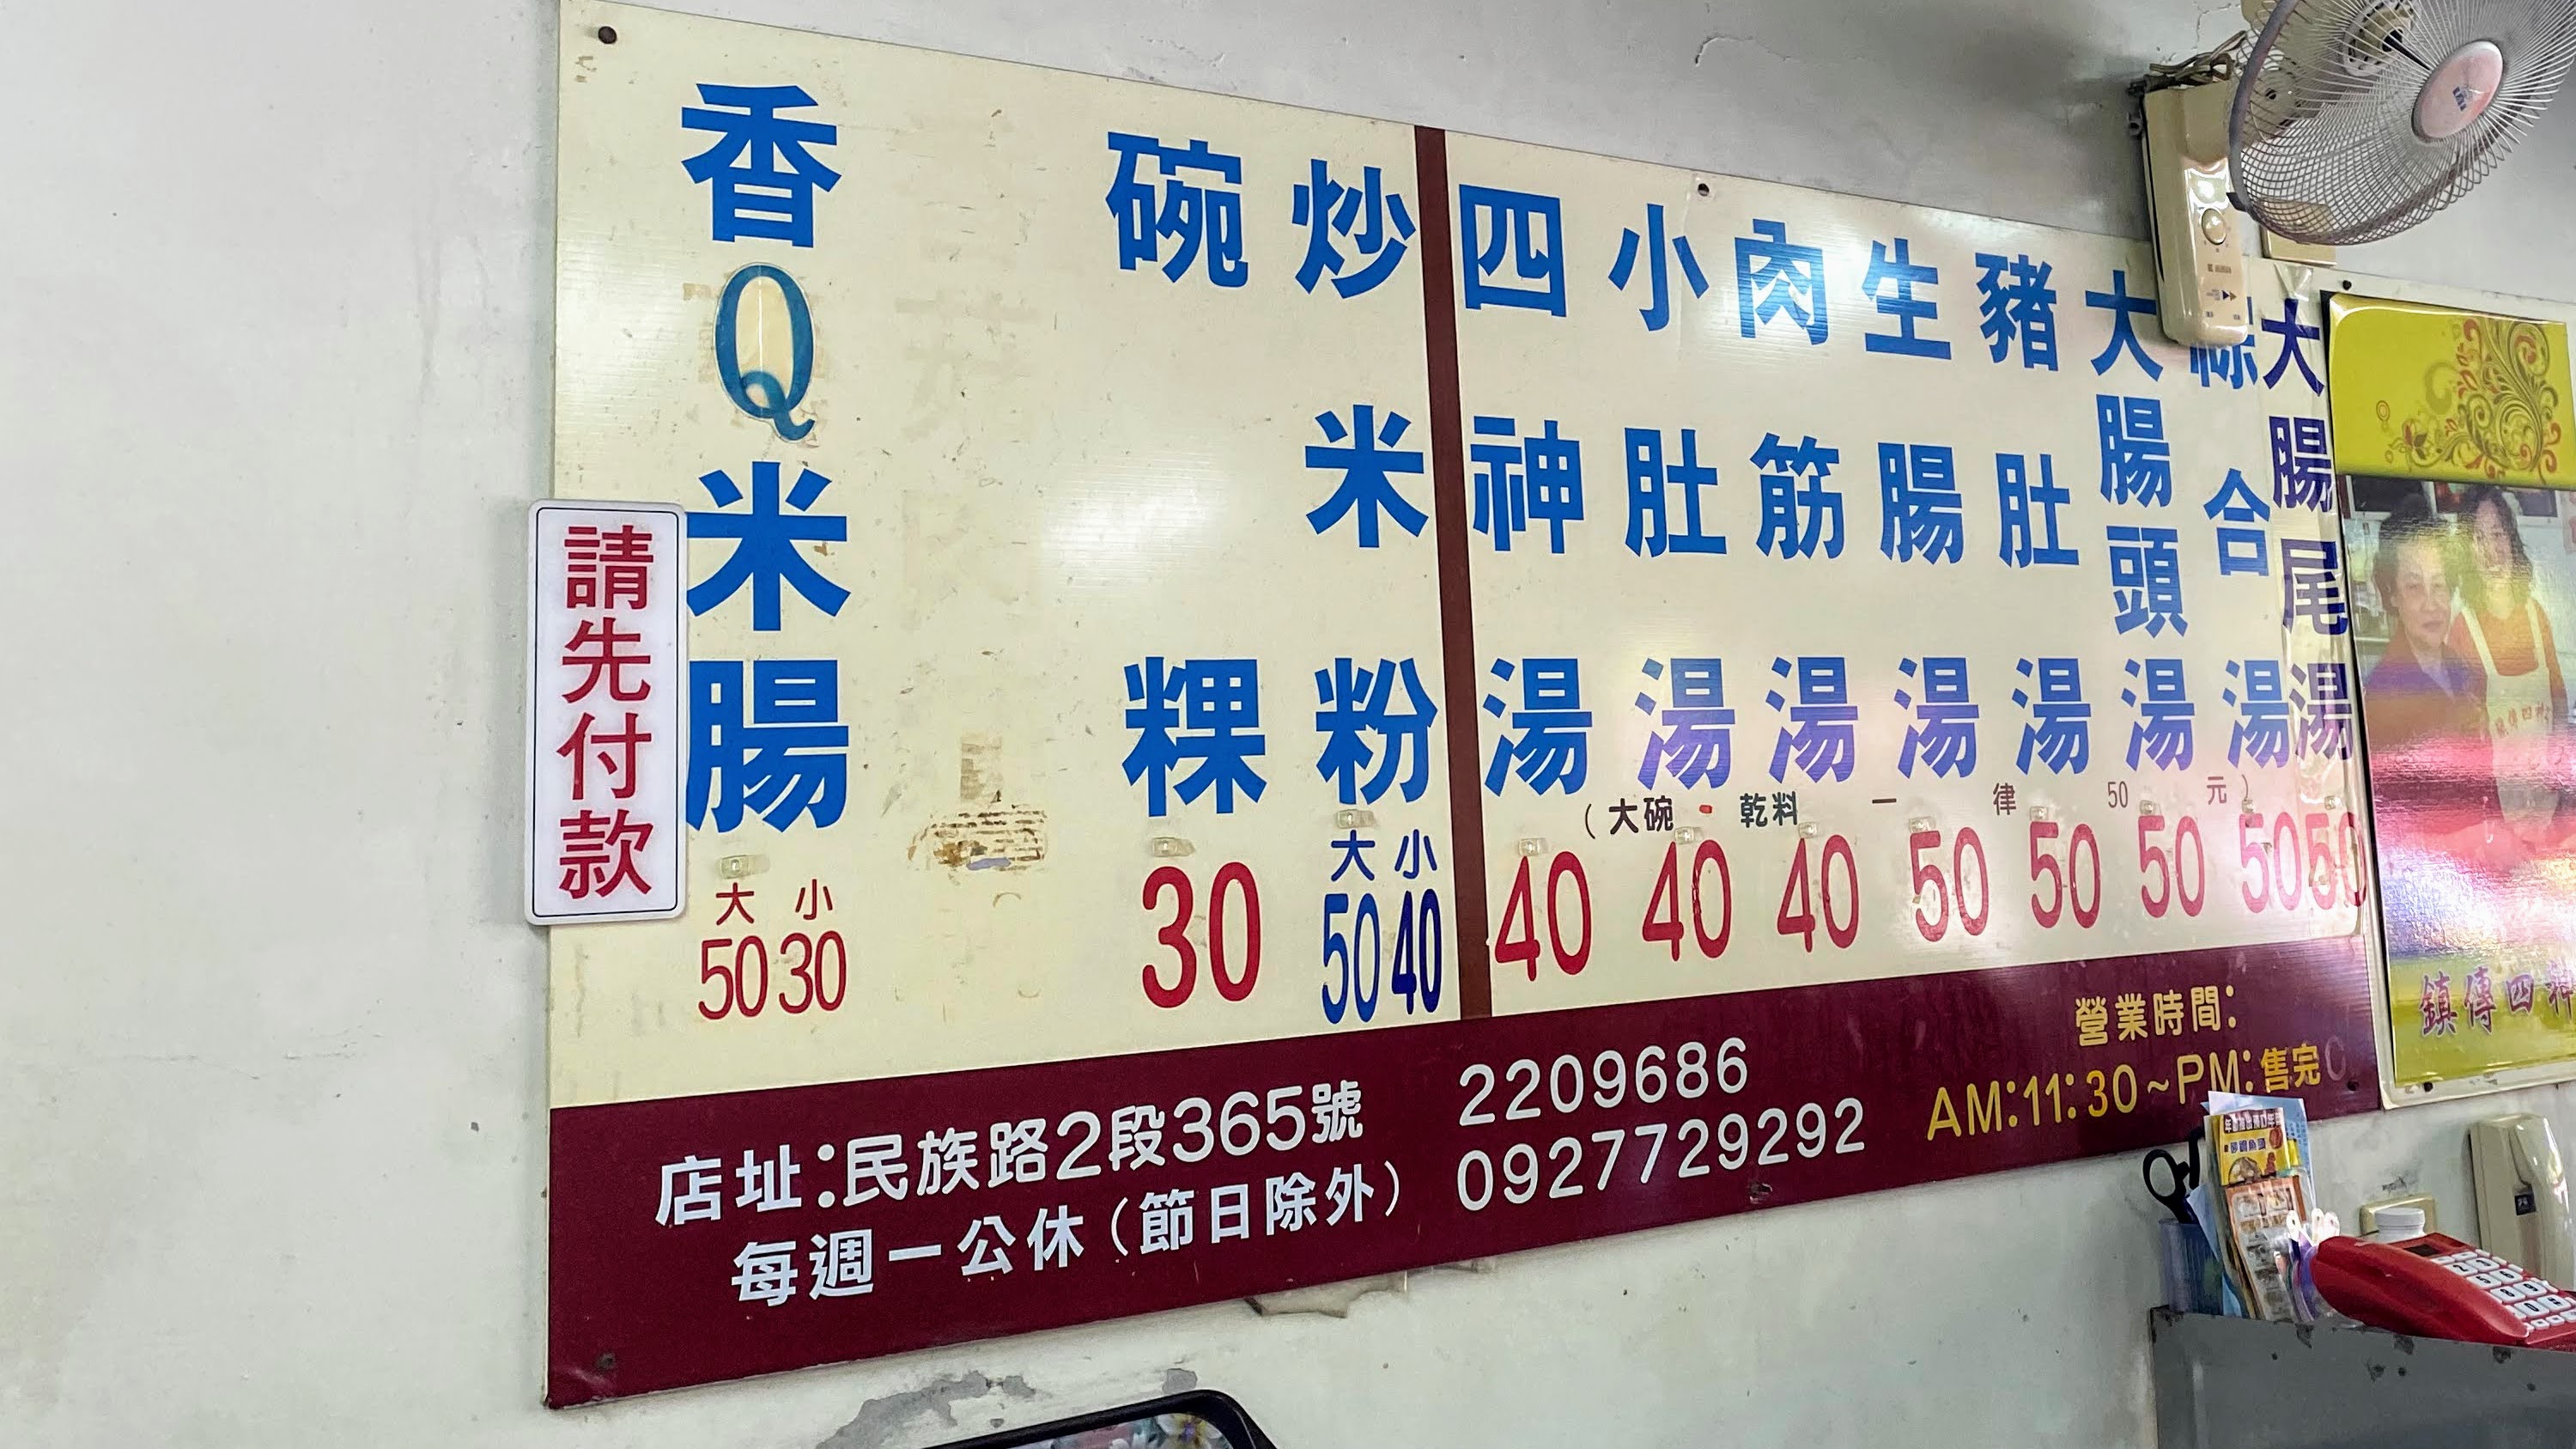 請先付款
香Q米腸
大 小
50 30
碗粿
30
炒米粉
大 小
50 40
四神湯
40
小肚湯
40
肉筋湯
40
生腸湯
50
豬肚湯
50
大腸頭湯
50
綜合湯
50
大腸尾湯
50
(大碗・乾料一律50元)
店址:民族路2段365號
每週一公休(節日除外)
2209686
0927729292
營業時間:
AM:11:30~PM:售完
鎮傳四神